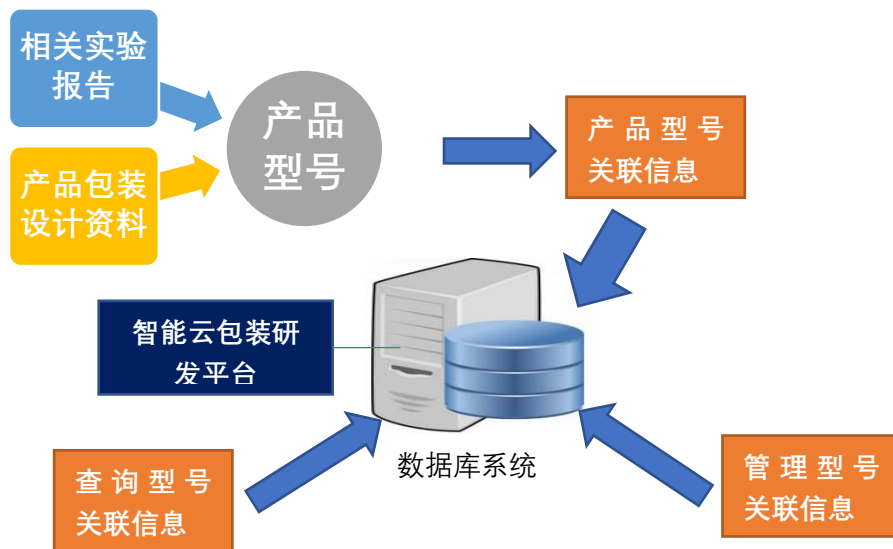 相关实验
报告
产品
型号
产品型号
关联信息
产品包装
设计资料
智能云包装研
发平台
数据库系统
查询型号
关联信息
管理型号
关联信息